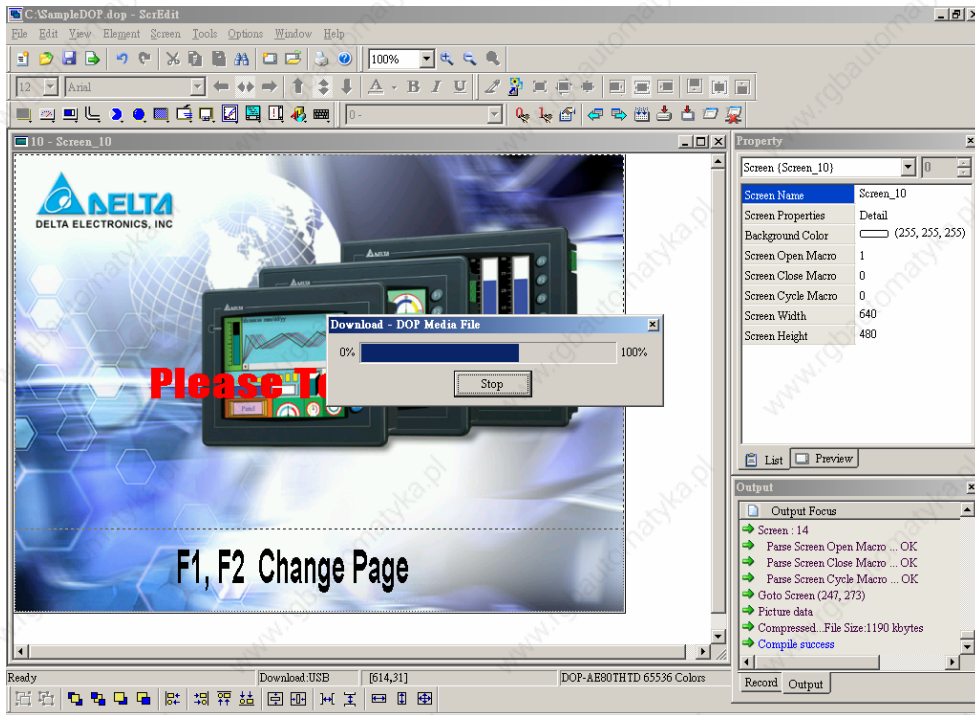 C:\SampleDOP.dop - ScrEdit
File Edit View Element Screen Tools Options Window Help
100%
12 Arial
A B I U
0 -
10 - Screen_10
DELTA
DELTA ELECTRONICS, INC
Please To
F1, F2 Change Page
Download - DOP Media File
0% 100%
Stop
Property
Screen {Screen_10} 0
Screen Name Screen_10
Screen Properties Detail
Background Color (255, 255, 255)
Screen Open Macro 1
Screen Close Macro 0
Screen Cycle Macro 0
Screen Width 640
Screen Height 480
List Preview
Output
Output Focus
Screen : 14
Parse Screen Open Macro ... OK
Parse Screen Close Macro ... OK
Parse Screen Cycle Macro ... OK
Goto Screen (247, 273)
Picture data
Compressed...File Size:1190 kbytes
Compile success
Record Output
Ready Download:USB [614,31] DOP-AE80THTD 65536 Colors
www.rgbautomatyka.pl